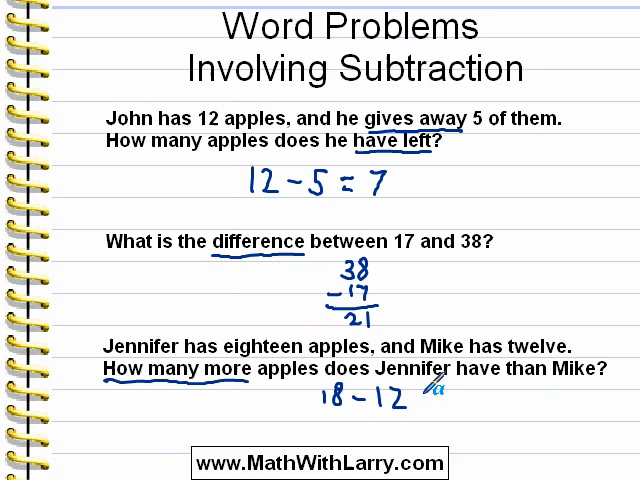 Word Problems
Involving Subtraction
John has 12 apples, and he gives away 5 of them.
How many apples does he have left?
12 - 5 = 7
What is the difference between 17 and 38?
38
- 17
21
Jennifer has eighteen apples, and Mike has twelve.
How many more apples does Jennifer have than Mike?
18 - 12
www.MathWithLarry.com